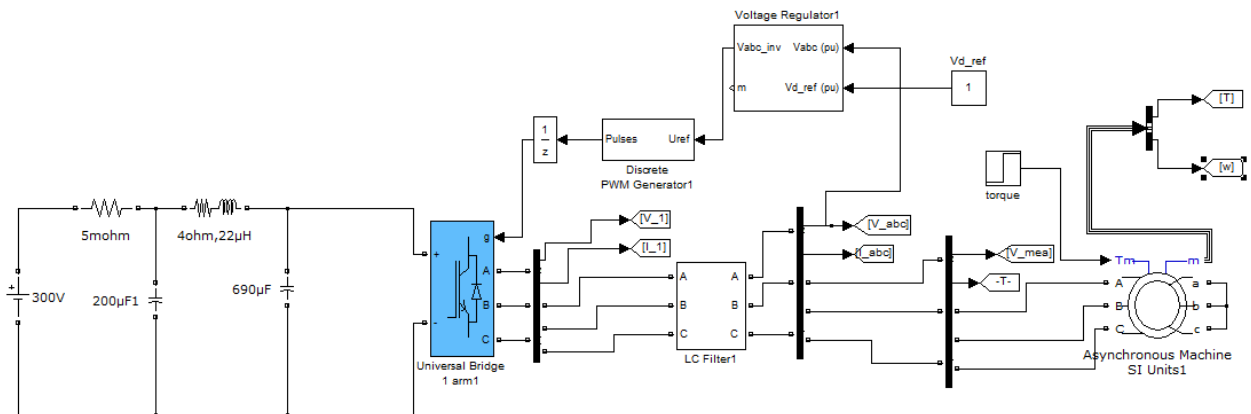 Voltage Regulator1
Vabc_inv
Vabc (pu)
m
Vd_ref (pu)
Vd_ref
1
[T]
[w]
1
z
Pulses
Uref
Discrete
PWM Generator1
torque
5mohm
4ohm,22µH
300V
200µF1
690µF
g
+
-
A
B
C
Universal Bridge
1 arm1
[V_1]
[I_1]
A
B
C
A
B
C
LC Filter1
[V_abc]
[I_abc]
[V_mea]
-T-
Tm
m
A
B
C
a
b
c
Asynchronous Machine
SI Units1